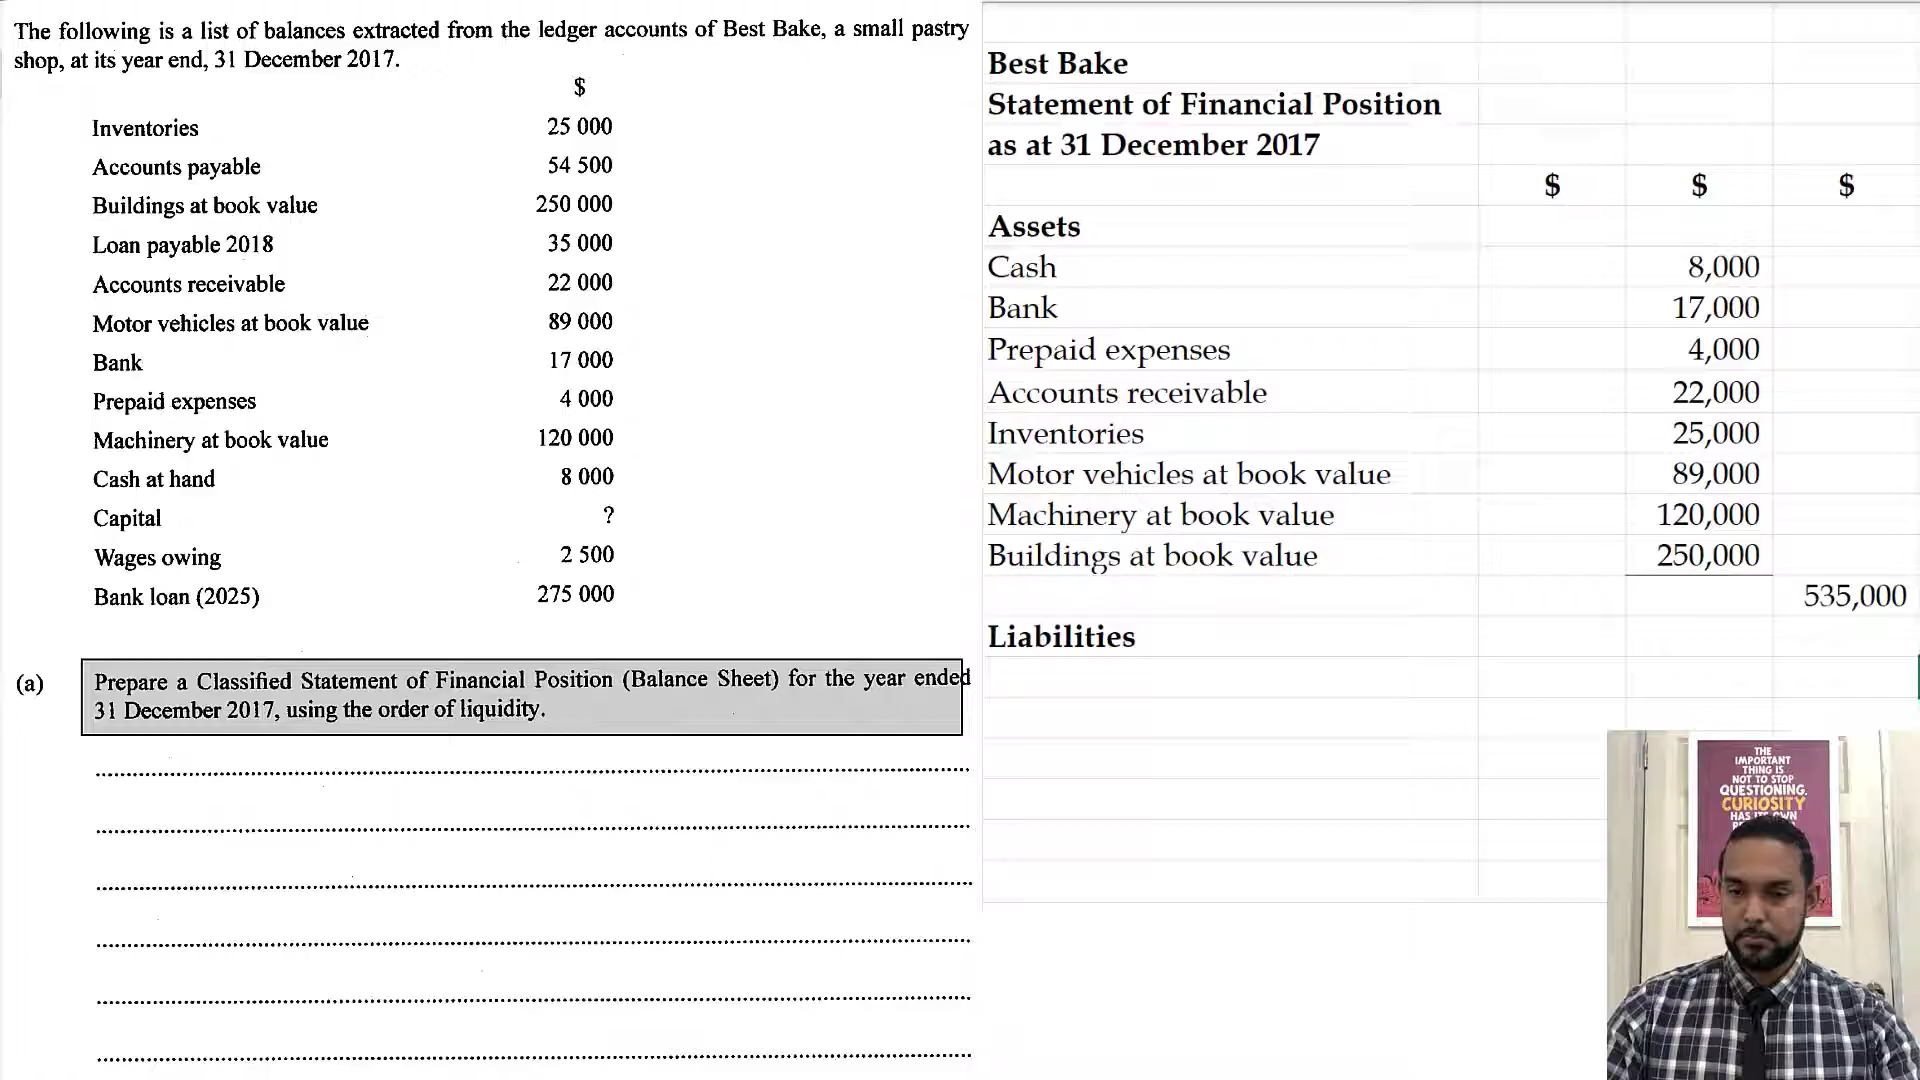 The following is a list of balances extracted from the ledger accounts of Best Bake, a small pastry
shop, at its year end, 31 December 2017.
$
Inventories 25 000
Accounts payable 54 500
Buildings at book value 250 000
Loan payable 2018 35 000
Accounts receivable 22 000
Motor vehicles at book value 89 000
Bank 17 000
Prepaid expenses 4 000
Machinery at book value 120 000
Cash at hand 8 000
Capital ?
Wages owing 2 500
Bank loan (2025) 275 000
(a) Prepare a Classified Statement of Financial Position (Balance Sheet) for the year ended
31 December 2017, using the order of liquidity.
Best Bake
Statement of Financial Position
as at 31 December 2017
$ $ $
Assets
Cash 8,000
Bank 17,000
Prepaid expenses 4,000
Accounts receivable 22,000
Inventories 25,000
Motor vehicles at book value 89,000
Machinery at book value 120,000
Buildings at book value 250,000
535,000
Liabilities
THE
IMPORTANT
THING IS
NOT TO STOP
QUESTIONING.
CURIOSITY
HAS ITS OWN